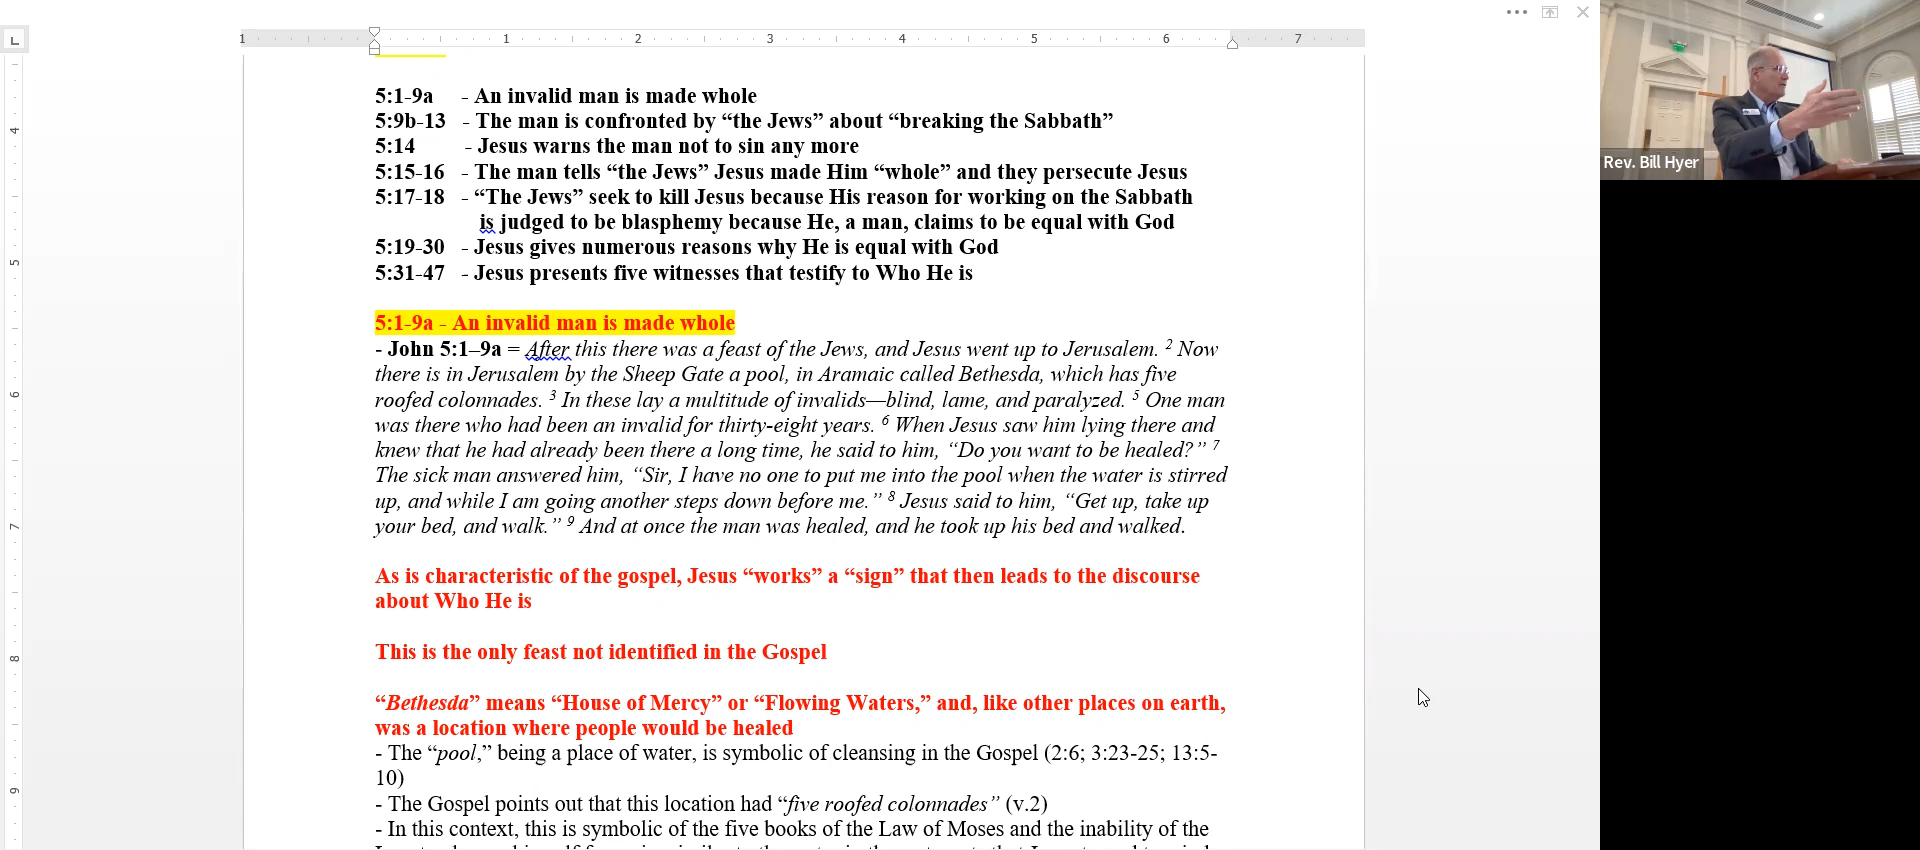 1 1 2 3 4 5 6 7
5:1-9a - An invalid man is made whole
5:9b-13 - The man is confronted by “the Jews” about “breaking the Sabbath”
5:14 - Jesus warns the man not to sin any more
5:15-16 - The man tells “the Jews” Jesus made Him “whole” and they persecute Jesus
5:17-18 - “The Jews” seek to kill Jesus because His reason for working on the Sabbath
is judged to be blasphemy because He, a man, claims to be equal with God
5:19-30 - Jesus gives numerous reasons why He is equal with God
5:31-47 - Jesus presents five witnesses that testify to Who He is
5:1-9a - An invalid man is made whole
- John 5:1–9a = After this there was a feast of the Jews, and Jesus went up to Jerusalem. 2 Now
there is in Jerusalem by the Sheep Gate a pool, in Aramaic called Bethesda, which has five
roofed colonnades. 3 In these lay a multitude of invalids—blind, lame, and paralyzed. 5 One man
was there who had been an invalid for thirty-eight years. 6 When Jesus saw him lying there and
knew that he had already been there a long time, he said to him, “Do you want to be healed?” 7
The sick man answered him, “Sir, I have no one to put me into the pool when the water is stirred
up, and while I am going another steps down before me.” 8 Jesus said to him, “Get up, take up
your bed, and walk.” 9 And at once the man was healed, and he took up his bed and walked.
As is characteristic of the gospel, Jesus “works” a “sign” that then leads to the discourse
about Who He is
This is the only feast not identified in the Gospel
“Bethesda” means “House of Mercy” or “Flowing Waters,” and, like other places on earth,
was a location where people would be healed
- The “pool,” being a place of water, is symbolic of cleansing in the Gospel (2:6; 3:23-25; 13:5-
10)
- The Gospel points out that this location had “five roofed colonnades” (v.2)
- In this context, this is symbolic of the five books of the Law of Moses and the inability of the
4
5
6
7
8
9
Rev. Bill Hyer